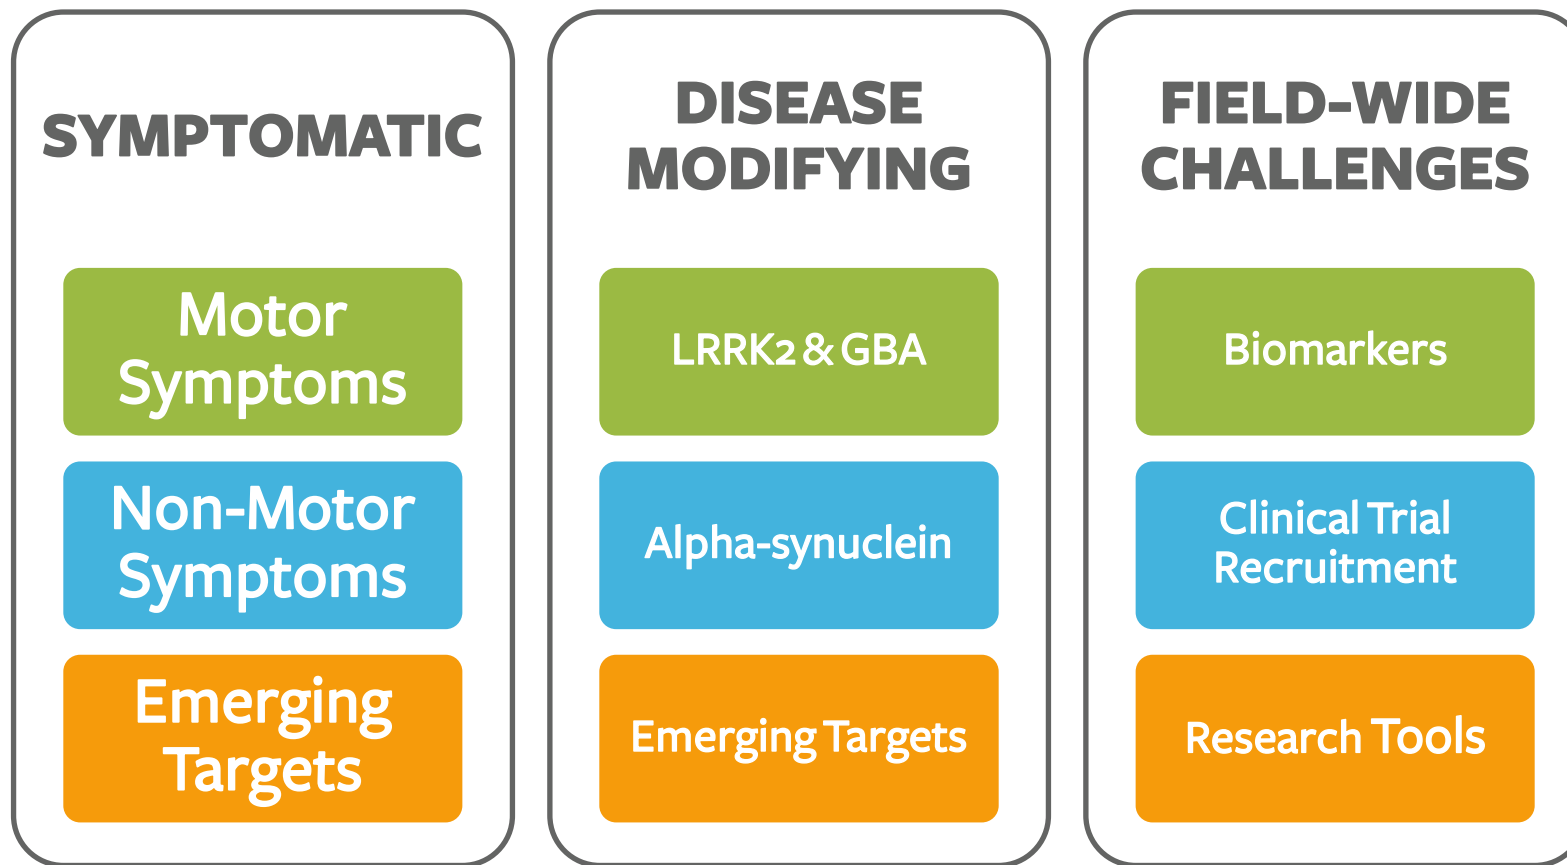 SYMPTOMATIC
Motor
Symptoms
Non-Motor
Symptoms
Emerging
Targets
DISEASE
MODIFYING
LRRK2 & GBA
Alpha-synuclein
Emerging Targets
FIELD-WIDE
CHALLENGES
Biomarkers
Clinical Trial
Recruitment
Research Tools